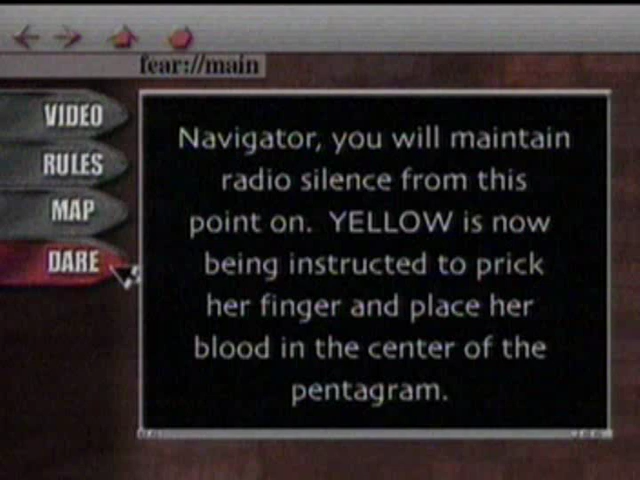 fear://main
VIDEO
RULES
MAP
DARE
Navigator, you will maintain
radio silence from this
point on. YELLOW is now
being instructed to prick
her finger and place her
blood in the center of the
pentagram.